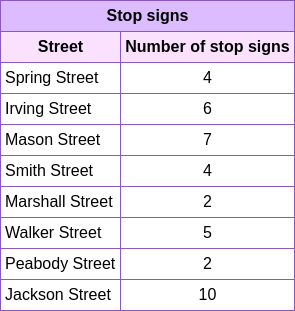 Stop signs
Street Number of stop signs
Spring Street 4
Irving Street 6
Mason Street 7
Smith Street 4
Marshall Street 2
Walker Street 5
Peabody Street 2
Jackson Street 10